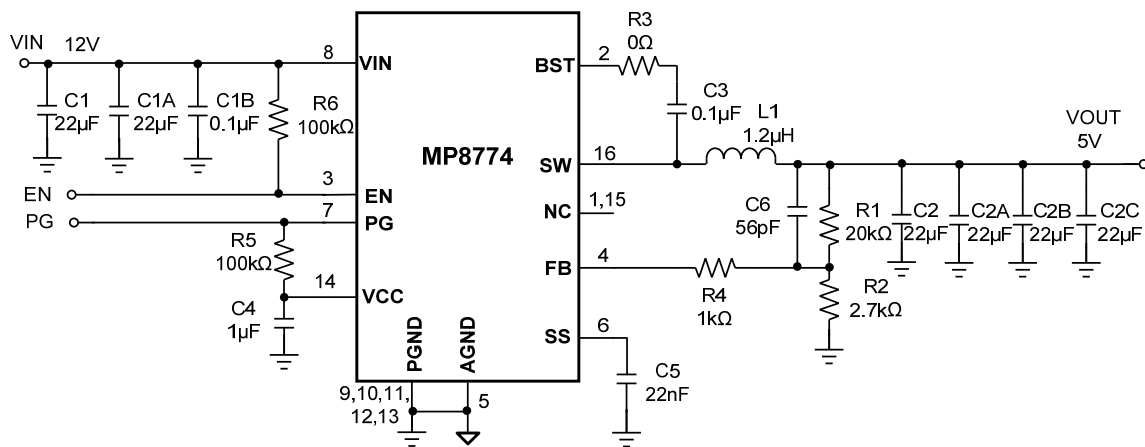 VIN 12V
C1
22µF
C1A
22µF
C1B
0.1µF
R6
100kΩ
8
VIN
EN
3
EN
PG
7
PG
R5
100kΩ
14
VCC
C4
1µF
MP8774
PGND
AGND
9,10,11,
12,13
5
BST
2
R3
0Ω
C3
0.1µF
L1
1.2µH
SW
16
NC
1,15
C6
56pF
R1
20kΩ
C2
22µF
C2A
22µF
C2B
22µF
C2C
22µF
VOUT
5V
FB
4
R4
1kΩ
R2
2.7kΩ
SS
6
C5
22nF